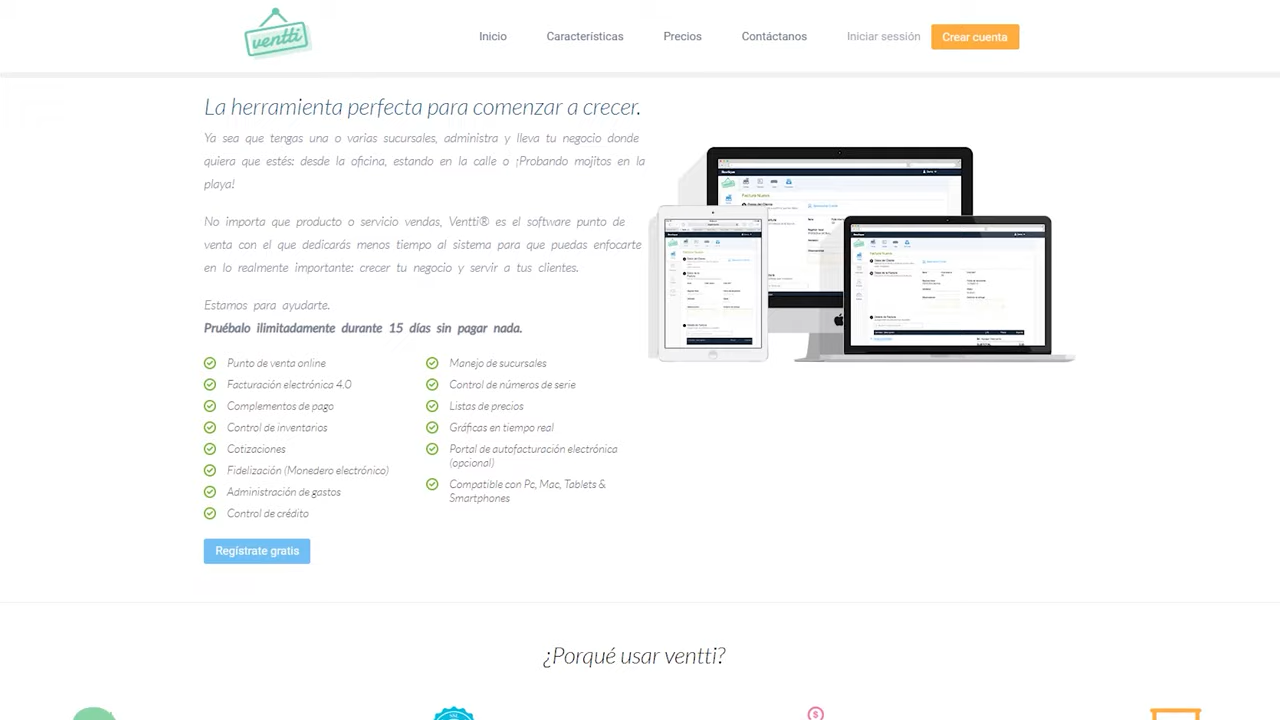 ventti
Inicio
Características
Precios
Contáctanos
Iniciar sessión
Crear cuenta
La herramienta perfecta para comenzar a crecer.
Ya sea que tengas una o varias sucursales, administra y lleva tu negocio donde
quiera que estés: desde la oficina, estando en la calle o ¡Probando mojitos en la
playa!
No importa que producto o servicio vendas, Ventti® es el software punto de
venta con el que dedicarás menos tiempo al sistema para que puedas enfocarte
en lo realmente importante: crecer tu negocio y servir a tus clientes.
Estamos para ayudarte.
Pruébalo ilimitadamente durante 15 días sin pagar nada.
Punto de venta online
Facturación electrónica 4.0
Complementos de pago
Control de inventarios
Cotizaciones
Fidelización (Monedero electrónico)
Administración de gastos
Control de crédito
Manejo de sucursales
Control de números de serie
Listas de precios
Gráficas en tiempo real
Portal de autofacturación electrónica
(opcional)
Compatible con Pc, Mac, Tablets &
Smartphones
Regístrate gratis
¿Porqué usar ventti?